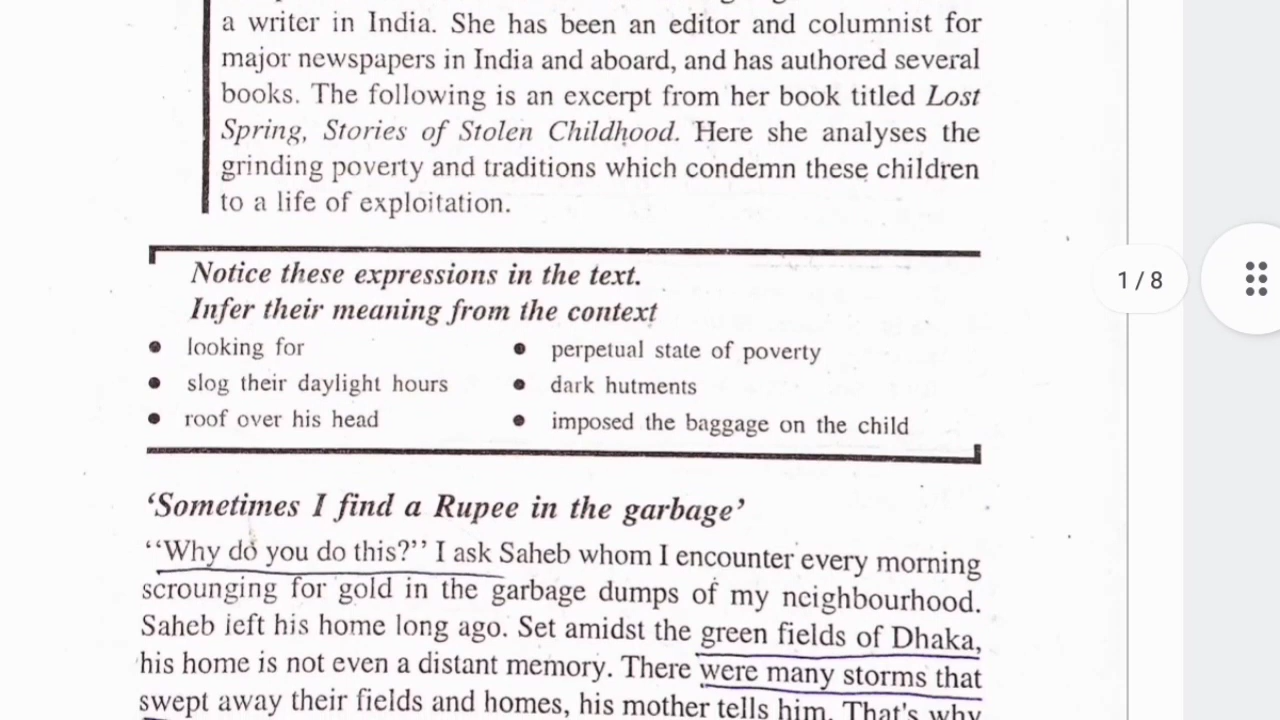 a writer in India. She has been an editor and columnist for
major newspapers in India and aboard, and has authored several
books. The following is an excerpt from her book titled Lost
Spring, Stories of Stolen Childhood. Here she analyses the
grinding poverty and traditions which condemn these children
to a life of exploitation.
Notice these expressions in the text.
Infer their meaning from the context
• looking for
• perpetual state of poverty
• slog their daylight hours
• dark hutments
• roof over his head
• imposed the baggage on the child
1 / 8
‘Sometimes I find a Rupee in the garbage’
‘‘Why do you do this?’’ I ask Saheb whom I encounter every morning
scrounging for gold in the garbage dumps of my neighbourhood.
Saheb left his home long ago. Set amidst the green fields of Dhaka,
his home is not even a distant memory. There were many storms that
swept away their fields and homes, his mother tells him. That's why